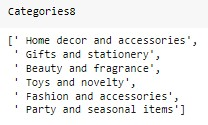 Categories8
[' Home decor and accessories',
' Gifts and stationery',
' Beauty and fragrance',
' Toys and novelty',
' Fashion and accessories',
' Party and seasonal items']